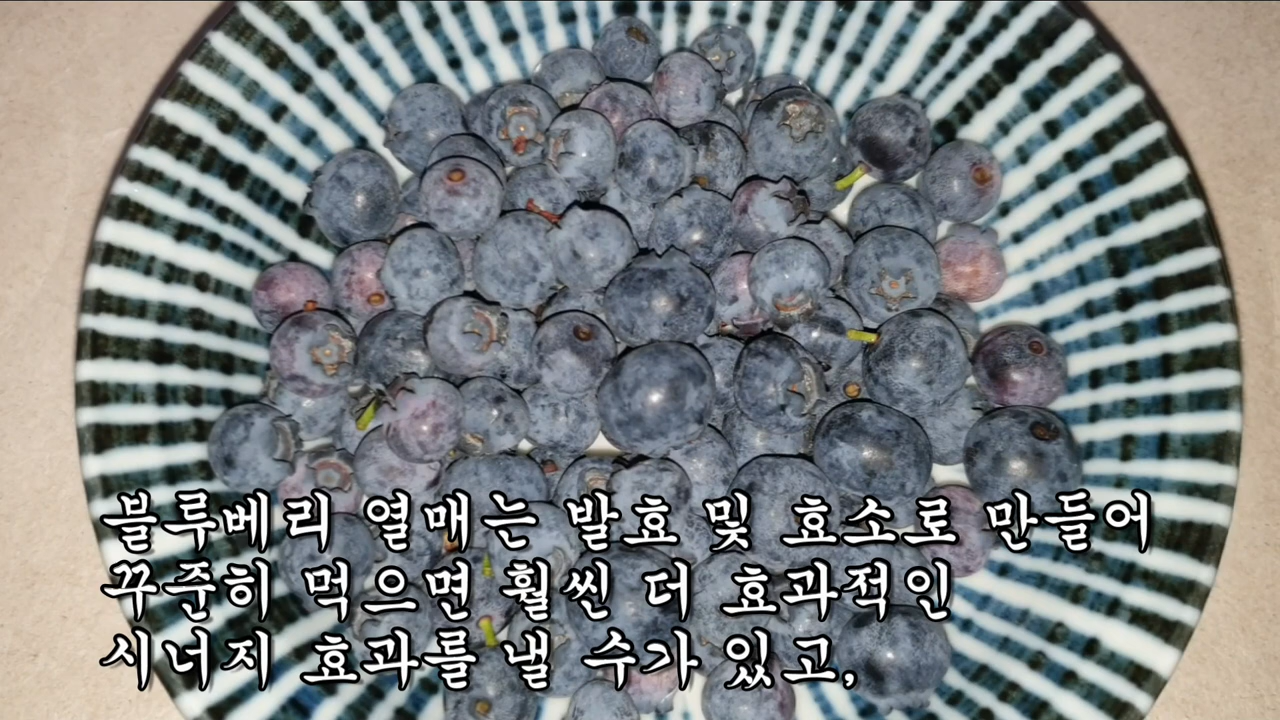 블루베리 열매는 발효 및 효소로 만들어
꾸준히 먹으면 훨씬 더 효과적인
시너지 효과를 낼 수가 있고,